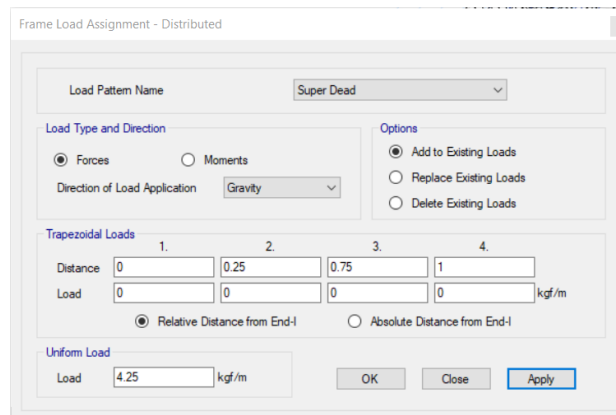 Frame Load Assignment - Distributed
Load Pattern Name Super Dead
Load Type and Direction
Forces Moments
Direction of Load Application Gravity
Options
Add to Existing Loads
Replace Existing Loads
Delete Existing Loads
Trapezoidal Loads
1. 2. 3. 4.
Distance 0 0.25 0.75 1
Load 0 0 0 0 kgf/m
Relative Distance from End-I Absolute Distance from End-I
Uniform Load
Load 4.25 kgf/m
OK Close Apply